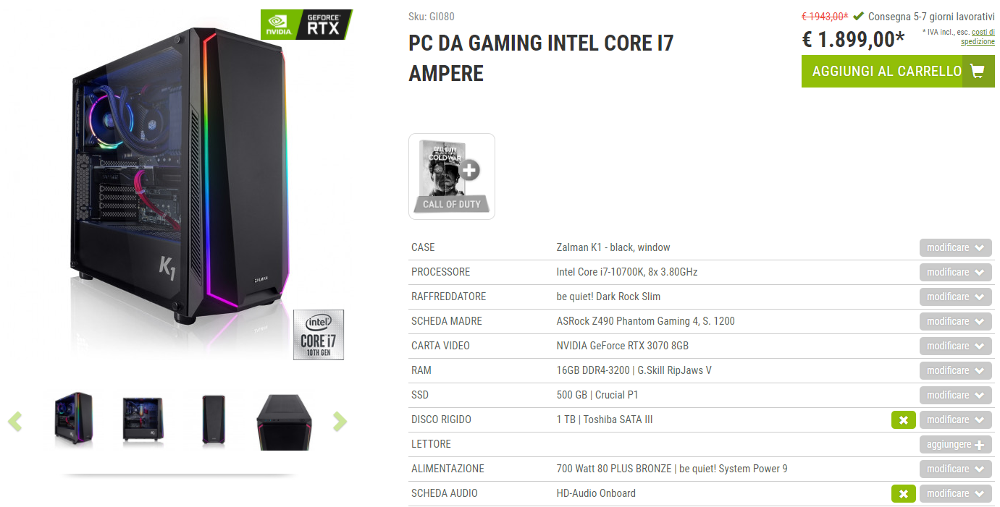 NVIDIA
GEFORCE
RTX
K1
ZALMAN
intel
CORE i7
10TH GEN
Sku: GI080
PC DA GAMING INTEL CORE I7
AMPERE
€ 1943,00* Consegna 5-7 giorni lavorativi
€ 1.899,00* * IVA incl., esc. costi di
spedizione
AGGIUNGI AL CARRELLO
CALL OF DUTY
COLD WAR
CALL OF DUTY
CASE Zalman K1 - black, window modificare
PROCESSORE Intel Core i7-10700K, 8x 3.80GHz modificare
RAFFREDDATORE be quiet! Dark Rock Slim modificare
SCHEDA MADRE ASRock Z490 Phantom Gaming 4, S. 1200 modificare
CARTA VIDEO NVIDIA GeForce RTX 3070 8GB modificare
RAM 16GB DDR4-3200 | G.Skill RipJaws V modificare
SSD 500 GB | Crucial P1 modificare
DISCO RIGIDO 1 TB | Toshiba SATA III modificare
LETTORE aggiungere
ALIMENTAZIONE 700 Watt 80 PLUS BRONZE | be quiet! System Power 9 modificare
SCHEDA AUDIO HD-Audio Onboard modificare